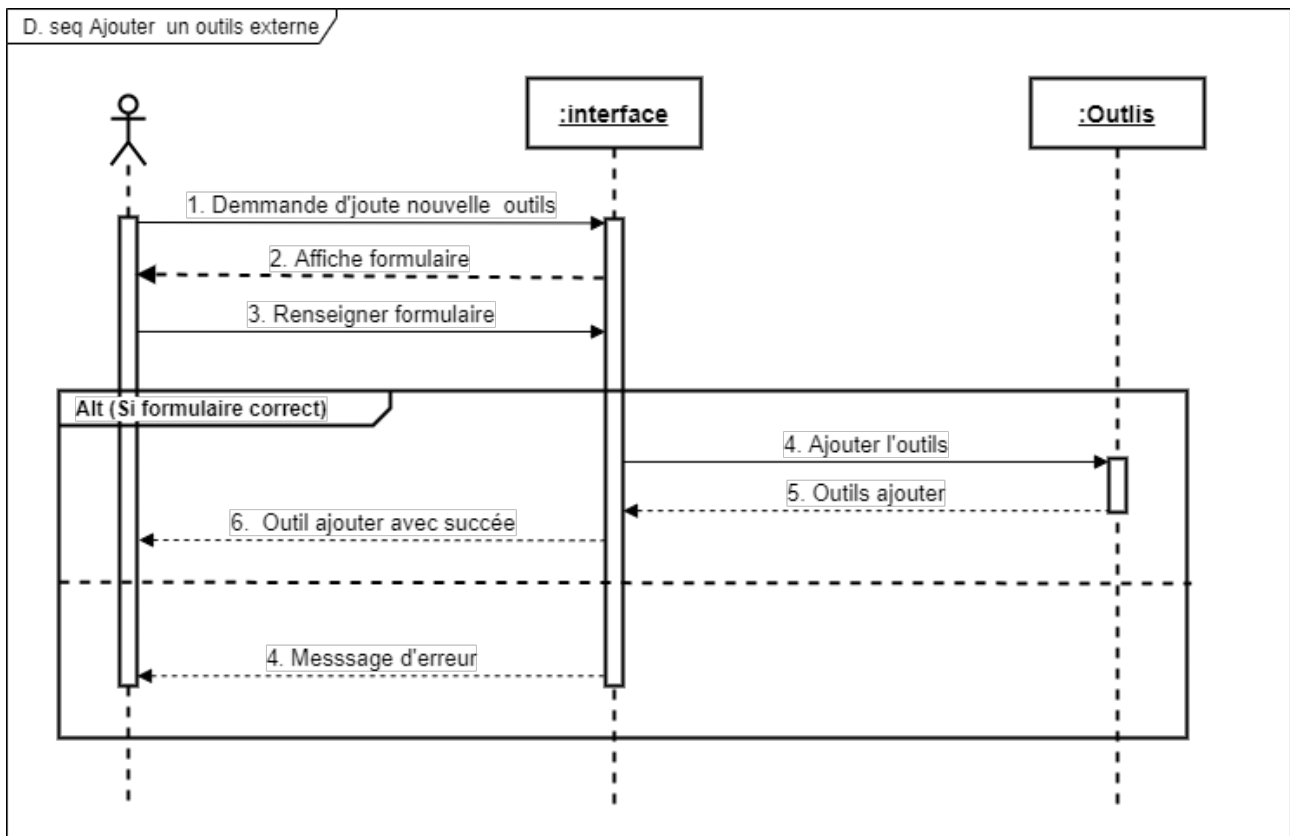 D. seq Ajouter  un outils externe
:interface
:Outlis
1. Demmande d'joute nouvelle  outils
2. Affiche formulaire
3. Renseigner formulaire
Alt (Si formulaire correct)
4. Ajouter l'outils
5. Outils ajouter
6.  Outil ajouter avec succée
4. Messsage d'erreur